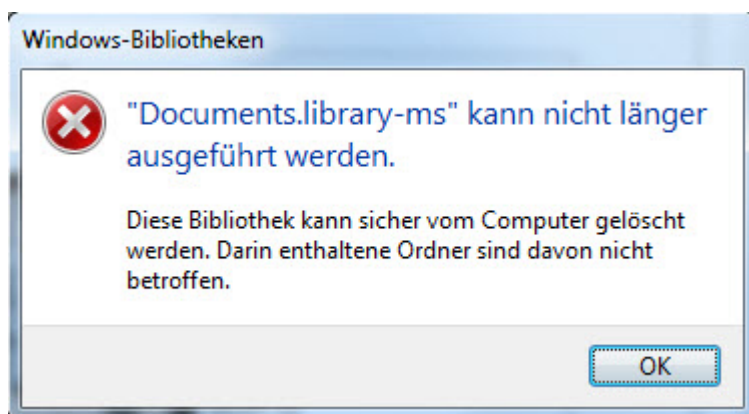 Windows-Bibliotheken
"Documents.library-ms" kann nicht länger
ausgeführt werden.
Diese Bibliothek kann sicher vom Computer gelöscht
werden. Darin enthaltene Ordner sind davon nicht
betroffen.
OK